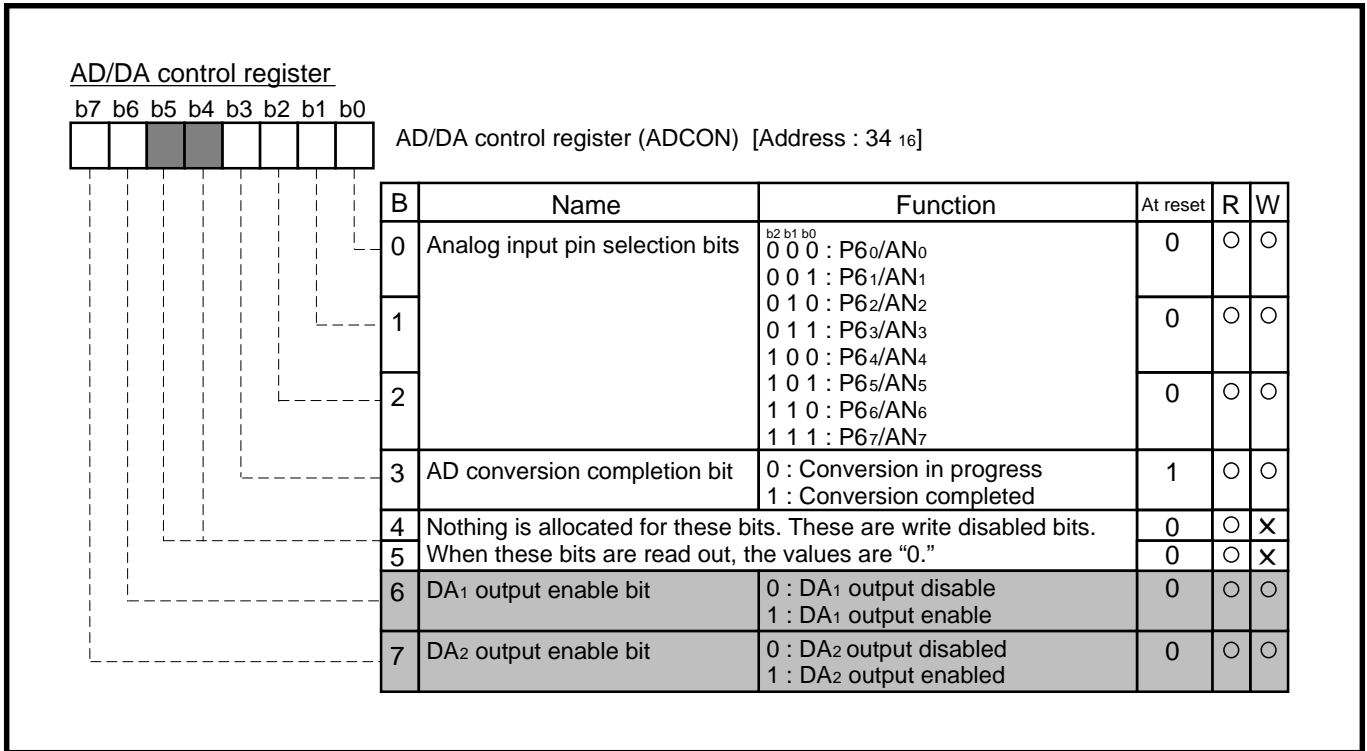 AD/DA control register
b7 b6 b5 b4 b3 b2 b1 b0
AD/DA control register (ADCON) [Address : 34 16]
B Name Function At reset R W
0 Analog input pin selection bits b2 b1 b0 0 ○ ○
0 0 0 : P60/AN0
0 0 1 : P61/AN1
0 1 0 : P62/AN2
1 0 1 1 : P63/AN3 0 ○ ○
1 0 0 : P64/AN4
2 1 0 1 : P65/AN5 0 ○ ○
1 1 0 : P66/AN6
1 1 1 : P67/AN7
3 AD conversion completion bit 0 : Conversion in progress 1 ○ ○
1 : Conversion completed
4 Nothing is allocated for these bits. These are write disabled bits. 0 ○ ×
5 When these bits are read out, the values are “0.” 0 ○ ×
6 DA1 output enable bit 0 : DA1 output disable 0 ○ ○
1 : DA1 output enable
7 DA2 output enable bit 0 : DA2 output disabled 0 ○ ○
1 : DA2 output enabled